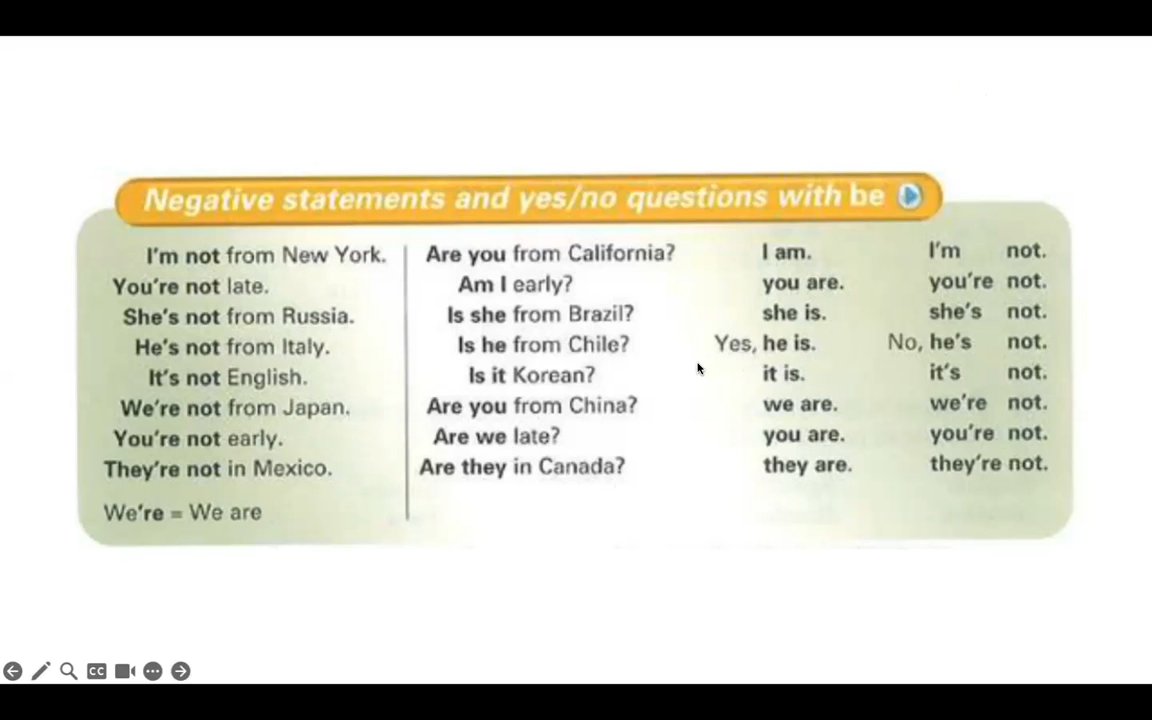 Negative statements and yes/no questions with be
I'm not from New York.
You're not late.
She's not from Russia.
He's not from Italy.
It's not English.
We're not from Japan.
You're not early.
They're not in Mexico.
We're = We are
Are you from California?
Am I early?
Is she from Brazil?
Is he from Chile?
Is it Korean?
Are you from China?
Are we late?
Are they in Canada?
I am.
you are.
she is.
Yes, he is.
it is.
we are.
you are.
they are.
I'm not.
you're not.
she's not.
No, he's not.
it's not.
we're not.
you're not.
they're not.
CC